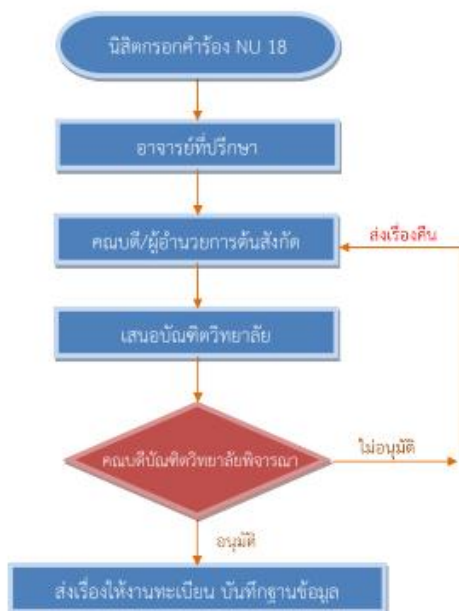 นิสิตกรอกคำร้อง NU 18
อาจารย์ที่ปรึกษา
คณบดี/ผู้อำนวยการต้นสังกัด
ส่งเรื่องคืน
เสนอบัณฑิตวิทยาลัย
คณบดีบัณฑิตวิทยาลัยพิจารณา
ไม่อนุมัติ
อนุมัติ
ส่งเรื่องให้งานทะเบียน บันทึกฐานข้อมูล